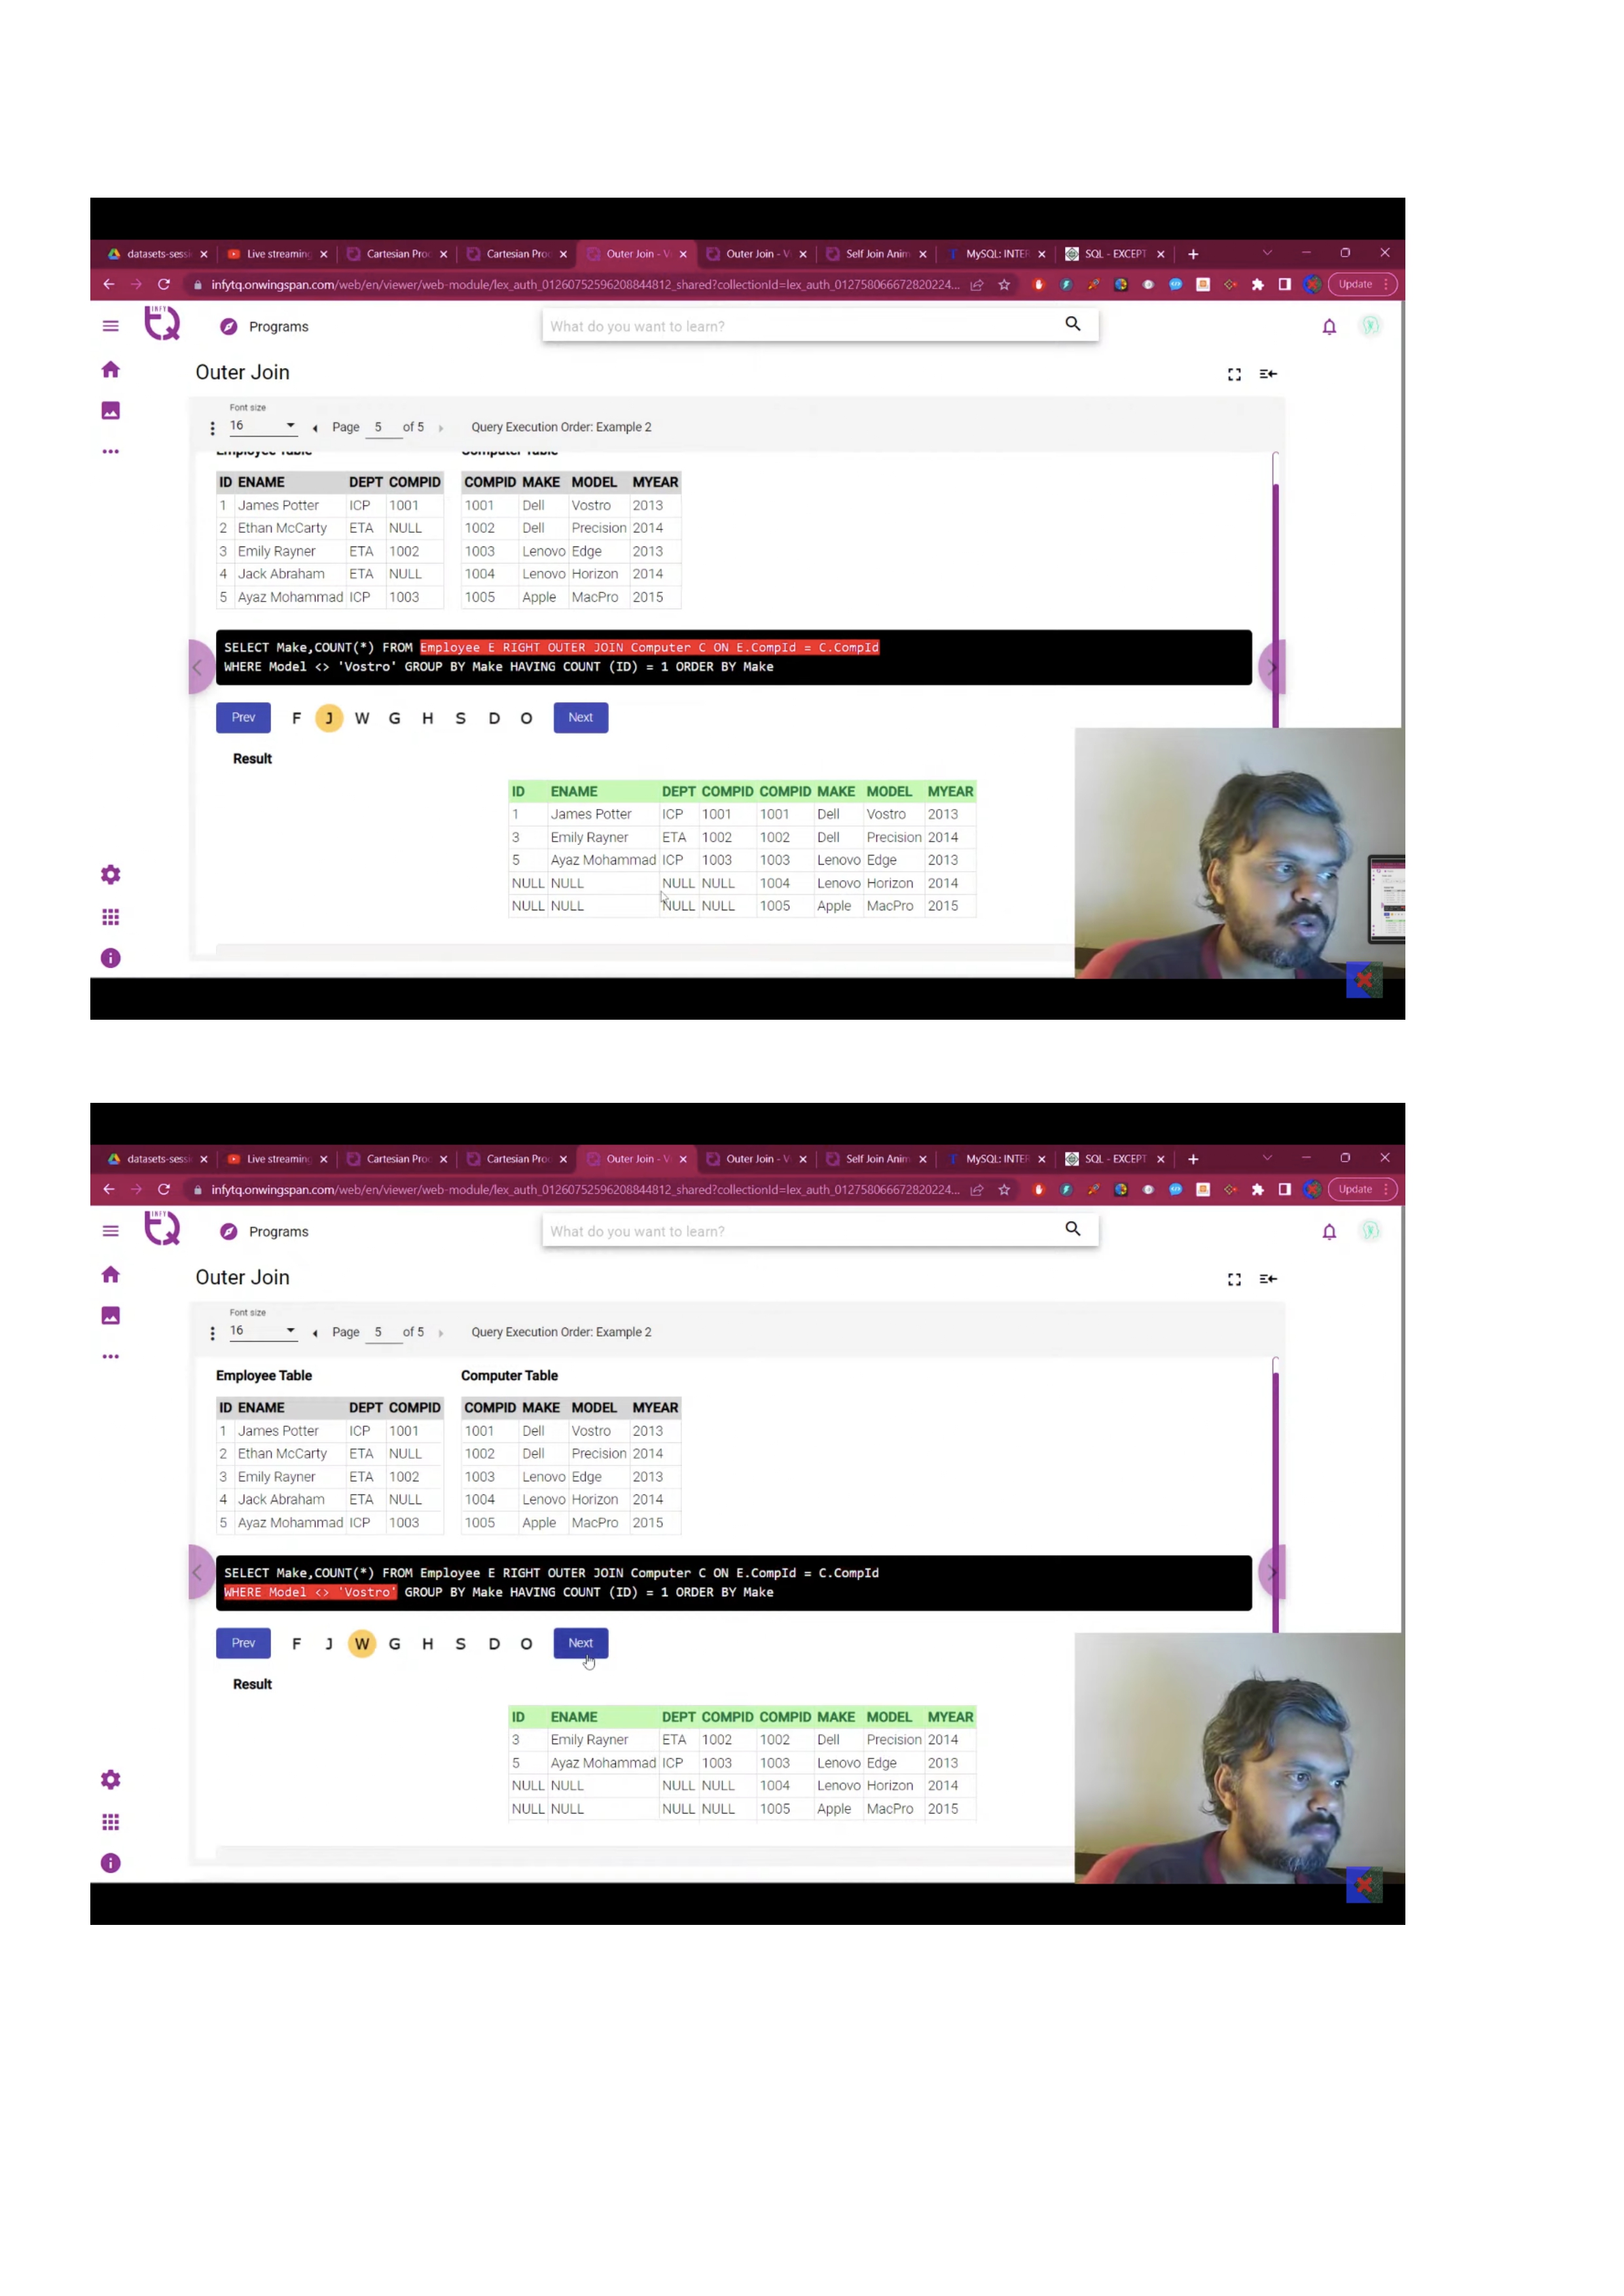 datasets-sess Live streaming Cartesian Proc Cartesian Proc Outer Join - V Outer Join - V Self Join Anim MySQL: INTER SQL - EXCEPT
infytq.onwingspan.com/web/en/viewer/web-module/lex_auth_01260752596208844812_shared?collectionId=lex_auth_012758066672820224... Update
INFY
Programs What do you want to learn?
Outer Join
Font size
16 Page 5 of 5 Query Execution Order: Example 2
Employee Table Computer Table
ID ENAME DEPT COMPID COMPID MAKE MODEL MYEAR
1 James Potter ICP 1001 1001 Dell Vostro 2013
2 Ethan McCarty ETA NULL 1002 Dell Precision 2014
3 Emily Rayner ETA 1002 1003 Lenovo Edge 2013
4 Jack Abraham ETA NULL 1004 Lenovo Horizon 2014
5 Ayaz Mohammad ICP 1003 1005 Apple MacPro 2015
SELECT Make,COUNT(*) FROM Employee E RIGHT OUTER JOIN Computer C ON E.CompId = C.CompId
WHERE Model <> 'Vostro' GROUP BY Make HAVING COUNT (ID) = 1 ORDER BY Make
Prev F J W G H S D O Next
Result
ID ENAME DEPT COMPID COMPID MAKE MODEL MYEAR
1 James Potter ICP 1001 1001 Dell Vostro 2013
3 Emily Rayner ETA 1002 1002 Dell Precision 2014
5 Ayaz Mohammad ICP 1003 1003 Lenovo Edge 2013
NULL NULL NULL NULL 1004 Lenovo Horizon 2014
NULL NULL NULL NULL 1005 Apple MacPro 2015
datasets-sess Live streaming Cartesian Proc Cartesian Proc Outer Join - V Outer Join - V Self Join Anim MySQL: INTER SQL - EXCEPT
infytq.onwingspan.com/web/en/viewer/web-module/lex_auth_01260752596208844812_shared?collectionId=lex_auth_012758066672820224... Update
INFY
Programs What do you want to learn?
Outer Join
Font size
16 Page 5 of 5 Query Execution Order: Example 2
Employee Table Computer Table
ID ENAME DEPT COMPID COMPID MAKE MODEL MYEAR
1 James Potter ICP 1001 1001 Dell Vostro 2013
2 Ethan McCarty ETA NULL 1002 Dell Precision 2014
3 Emily Rayner ETA 1002 1003 Lenovo Edge 2013
4 Jack Abraham ETA NULL 1004 Lenovo Horizon 2014
5 Ayaz Mohammad ICP 1003 1005 Apple MacPro 2015
SELECT Make,COUNT(*) FROM Employee E RIGHT OUTER JOIN Computer C ON E.CompId = C.CompId
WHERE Model <> 'Vostro' GROUP BY Make HAVING COUNT (ID) = 1 ORDER BY Make
Prev F J W G H S D O Next
Result
ID ENAME DEPT COMPID COMPID MAKE MODEL MYEAR
3 Emily Rayner ETA 1002 1002 Dell Precision 2014
5 Ayaz Mohammad ICP 1003 1003 Lenovo Edge 2013
NULL NULL NULL NULL 1004 Lenovo Horizon 2014
NULL NULL NULL NULL 1005 Apple MacPro 2015